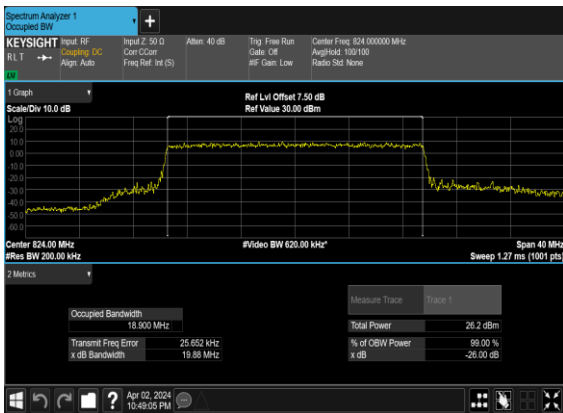 Spectrum Analyzer 1
Occupied BW
KEYSIGHT Input: RF Input Z: 50 Ω Atten: 40 dB Trig: Free Run Center Freq: 824.000000 MHz
RLT Coupling: DC Corr CCorr Gate: Off Avg|Hold: 100/100
Align: Auto Freq Ref: Int (S) #IF Gain: Low Radio Std: None
LV
1 Graph
Ref Lvl Offset 7.50 dB
Scale/Div 10.0 dB Ref Value 30.00 dBm
Log
20.0
10.0
0.00
-10.0
-20.0
-30.0
-40.0
-50.0
-60.0
Center 824.00 MHz #Video BW 620.00 kHz* Span 40 MHz
#Res BW 200.00 kHz Sweep 1.27 ms (1001 pts)
2 Metrics
Measure Trace Trace 1
Occupied Bandwidth
18.900 MHz Total Power 26.2 dBm
Transmit Freq Error 25.652 kHz % of OBW Power 99.00 %
x dB Bandwidth 19.88 MHz x dB -26.00 dB
Apr 02, 2024
10:49:05 PM